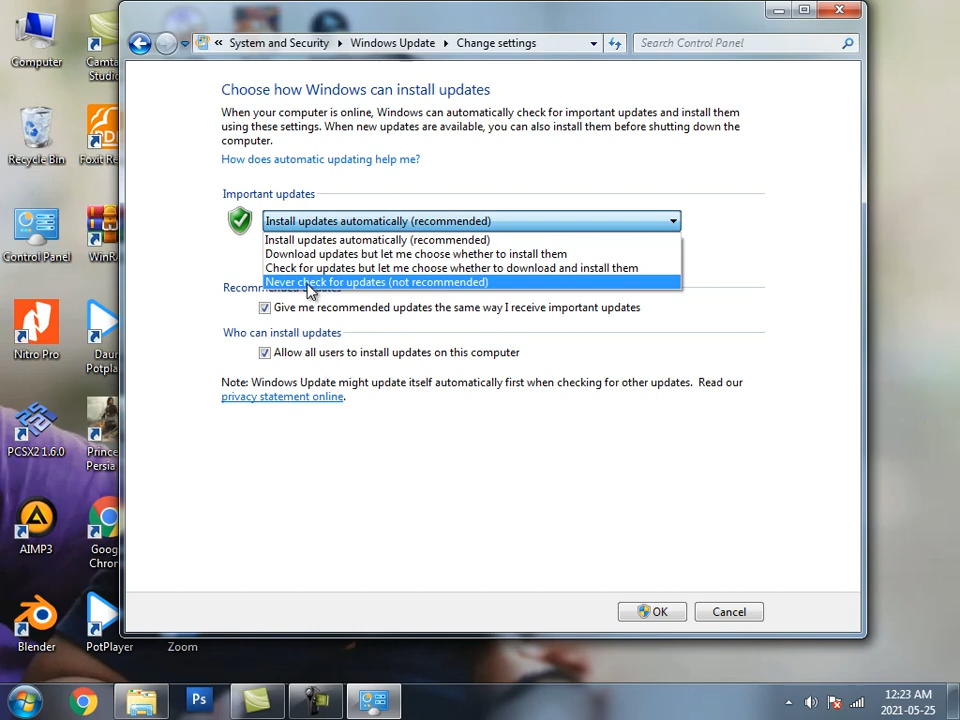 Computer
Camta
Studio
Recycle Bin
Foxit Re
Control Panel
WinRA
Nitro Pro
Daur
Potpla
PCSX2 1.6.0
Prince
Persia
AIMP3
Goog
Chron
Blender
PotPlayer
Zoom
« System and Security
Windows Update
Change settings
Search Control Panel
Choose how Windows can install updates
When your computer is online, Windows can automatically check for important updates and install them
using these settings. When new updates are available, you can also install them before shutting down the
computer.
How does automatic updating help me?
Important updates
Install updates automatically (recommended)
Install updates automatically (recommended)
Download updates but let me choose whether to install them
Check for updates but let me choose whether to download and install them
Never check for updates (not recommended)
Recommended updates
Give me recommended updates the same way I receive important updates
Who can install updates
Allow all users to install updates on this computer
Note: Windows Update might update itself automatically first when checking for other updates. Read our
privacy statement online.
OK
Cancel
Ps
12:23 AM
2021-05-25